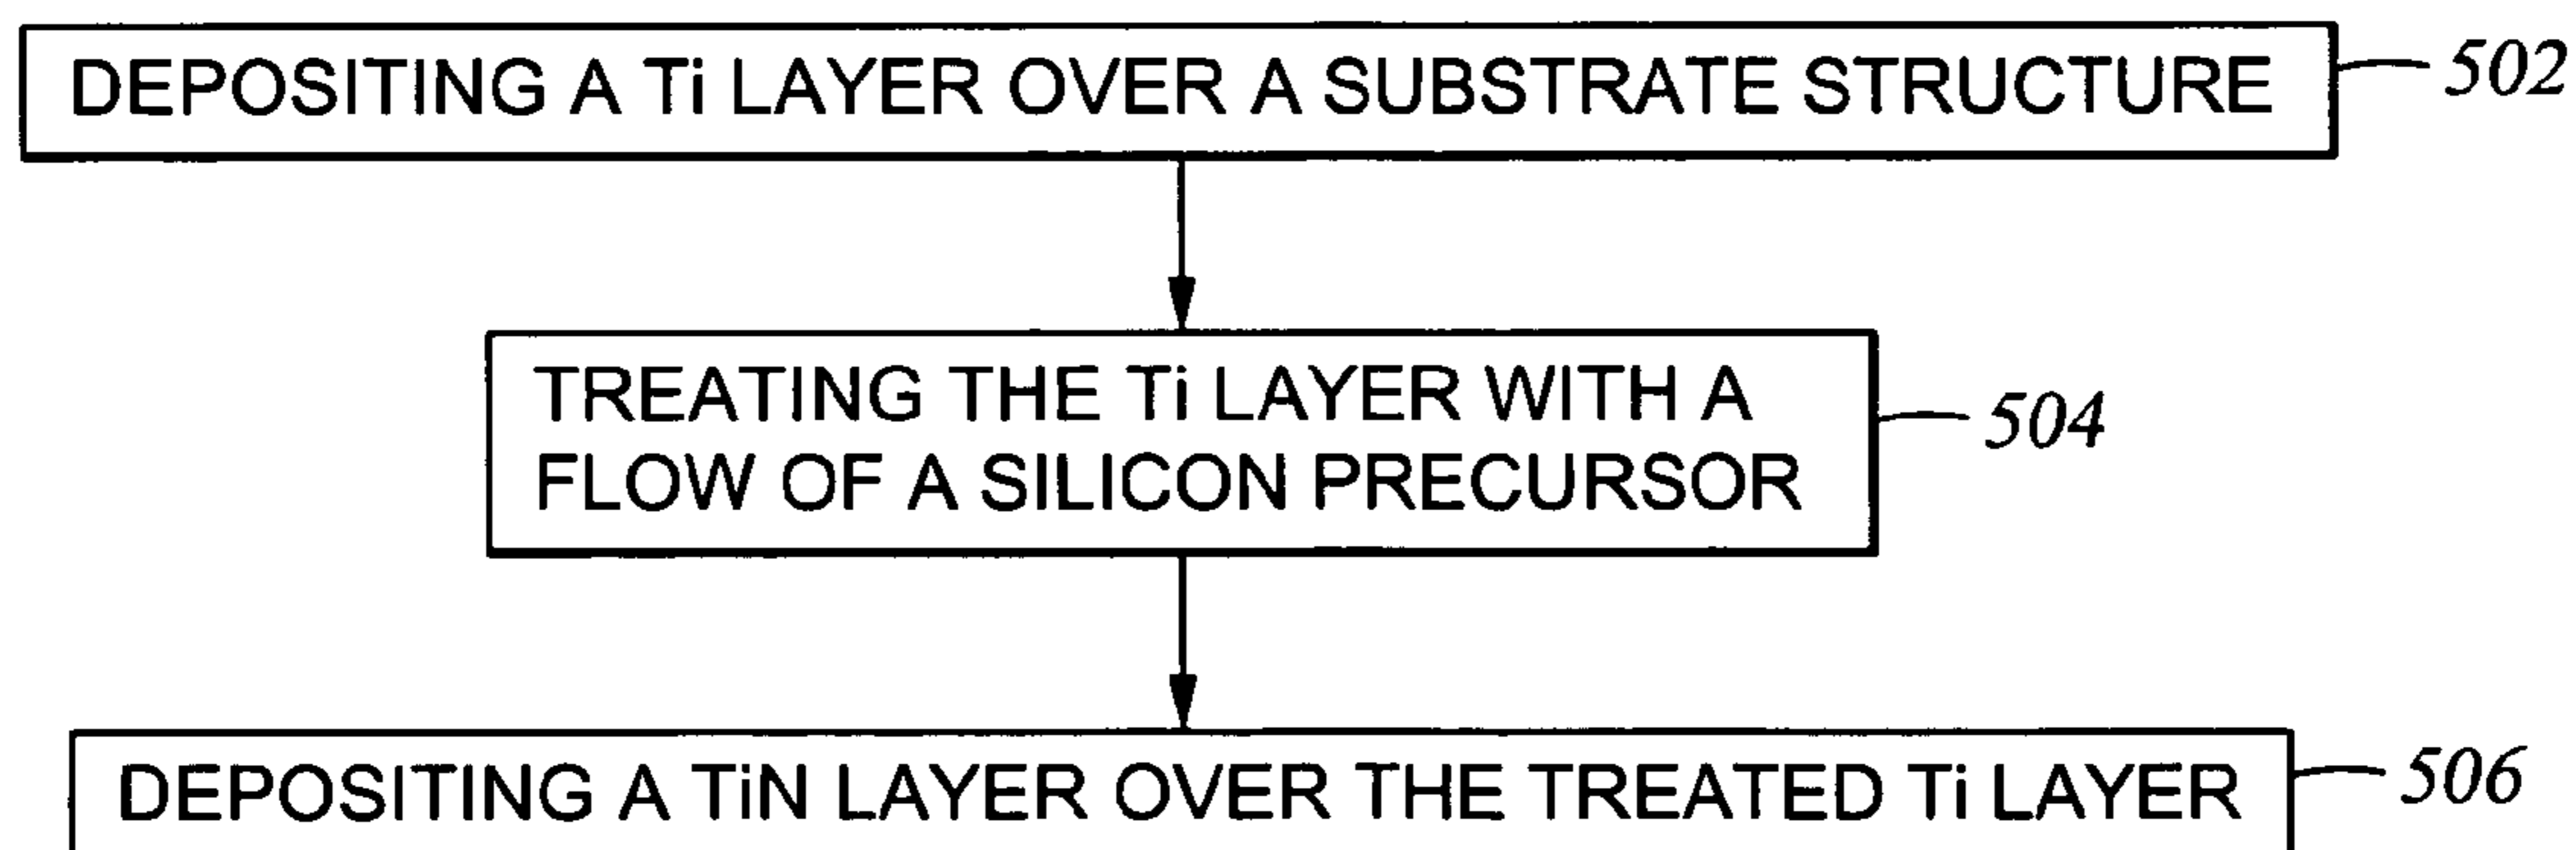 DEPOSITING A Ti LAYER OVER A SUBSTRATE STRUCTURE 502
TREATING THE Ti LAYER WITH A
FLOW OF A SILICON PRECURSOR
504
DEPOSITING A TiN LAYER OVER THE TREATED Ti LAYER 506